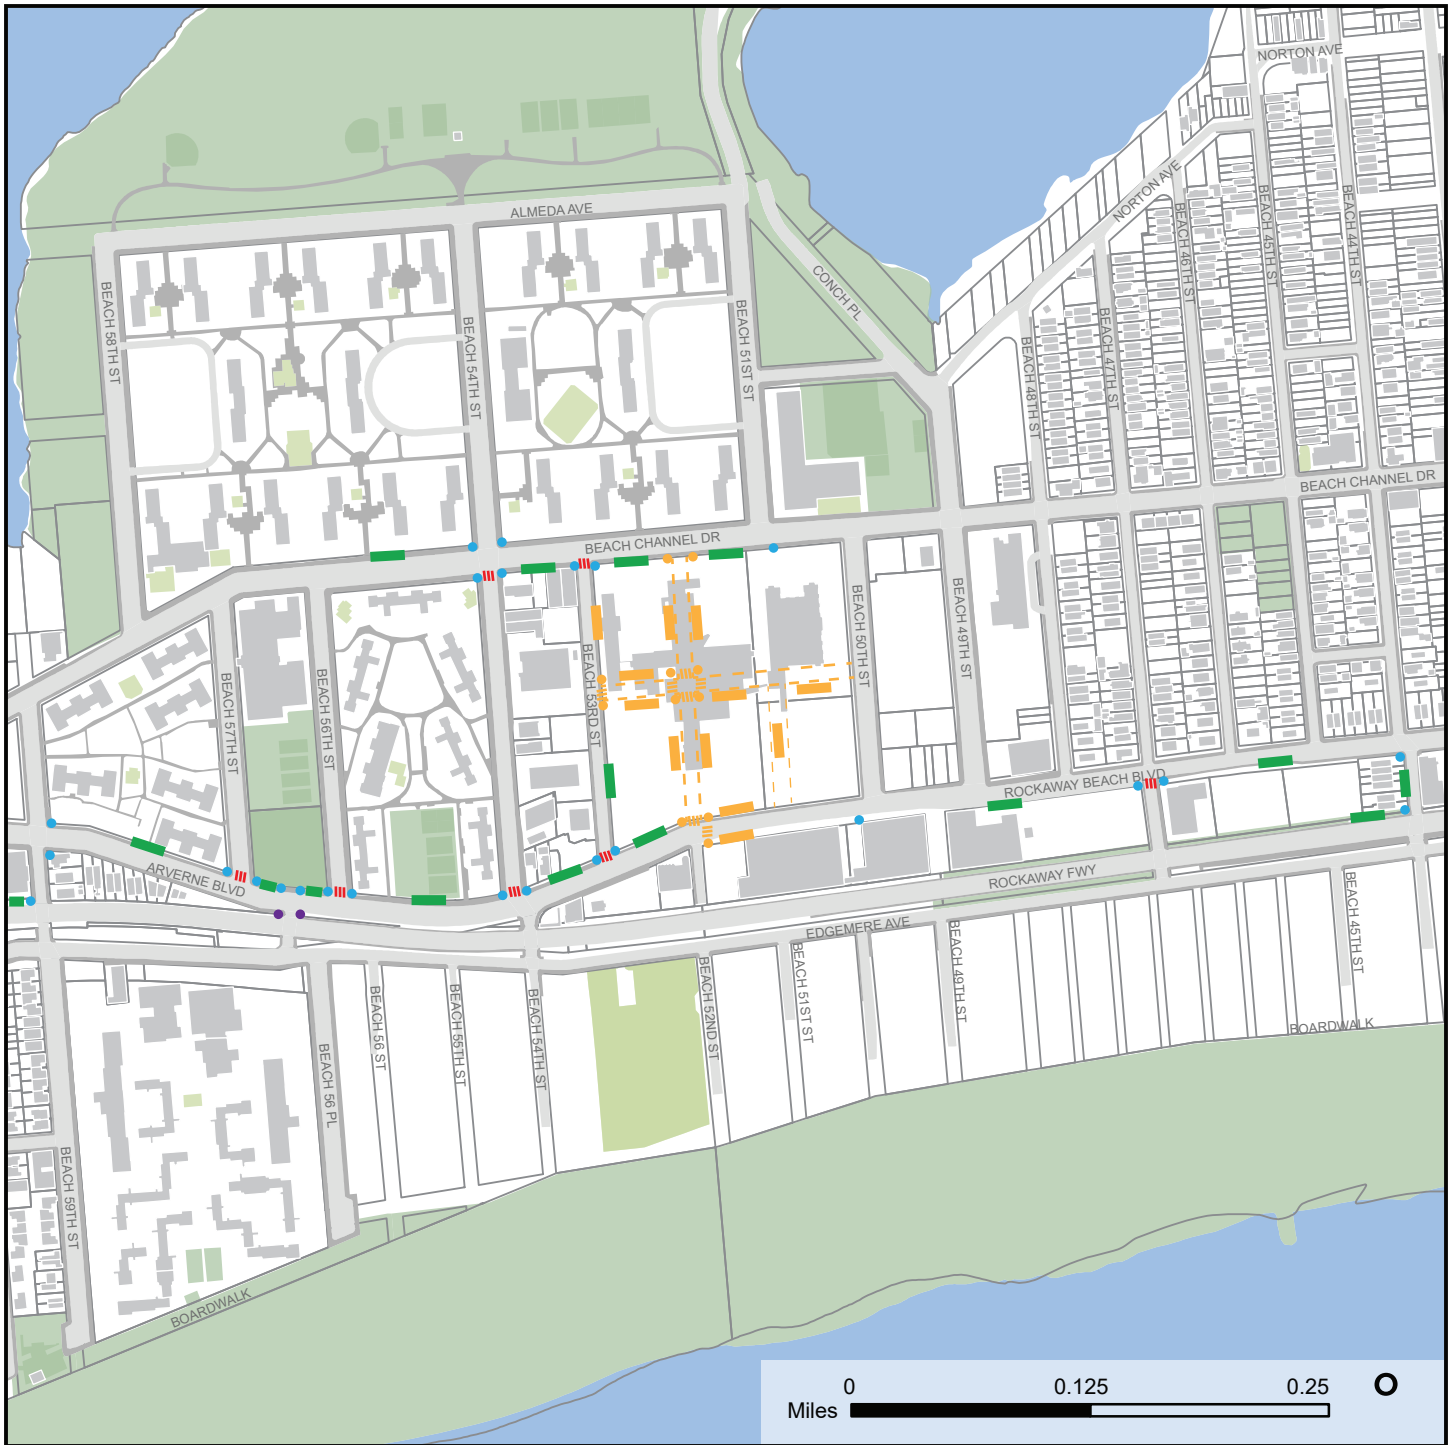 NORTON AVE
NORTON AVE
ALMEDA AVE
BEACH 46TH ST
BEACH 45TH ST
BEACH 44TH ST
CONCH PL
BEACH 58TH ST
BEACH 54TH ST
BEACH 51ST ST
BEACH 48TH ST
BEACH 47TH ST
BEACH CHANNEL DR
BEACH CHANNEL DR
BEACH 57TH ST
BEACH 56TH ST
BEACH 53RD ST
BEACH 50TH ST
BEACH 49TH ST
ROCKAWAY BEACH BLVD
ARVERNE BLVD
ROCKAWAY FWY
EDGEMERE AVE
BEACH 45TH ST
BEACH 56 ST
BEACH 55TH ST
BEACH 54TH ST
BEACH 52ND ST
BEACH 51ST ST
BEACH 49TH ST
BOARDWALK
BEACH 56 PL
BEACH 59TH ST
BOARDWALK
0 0.125 0.25
Miles